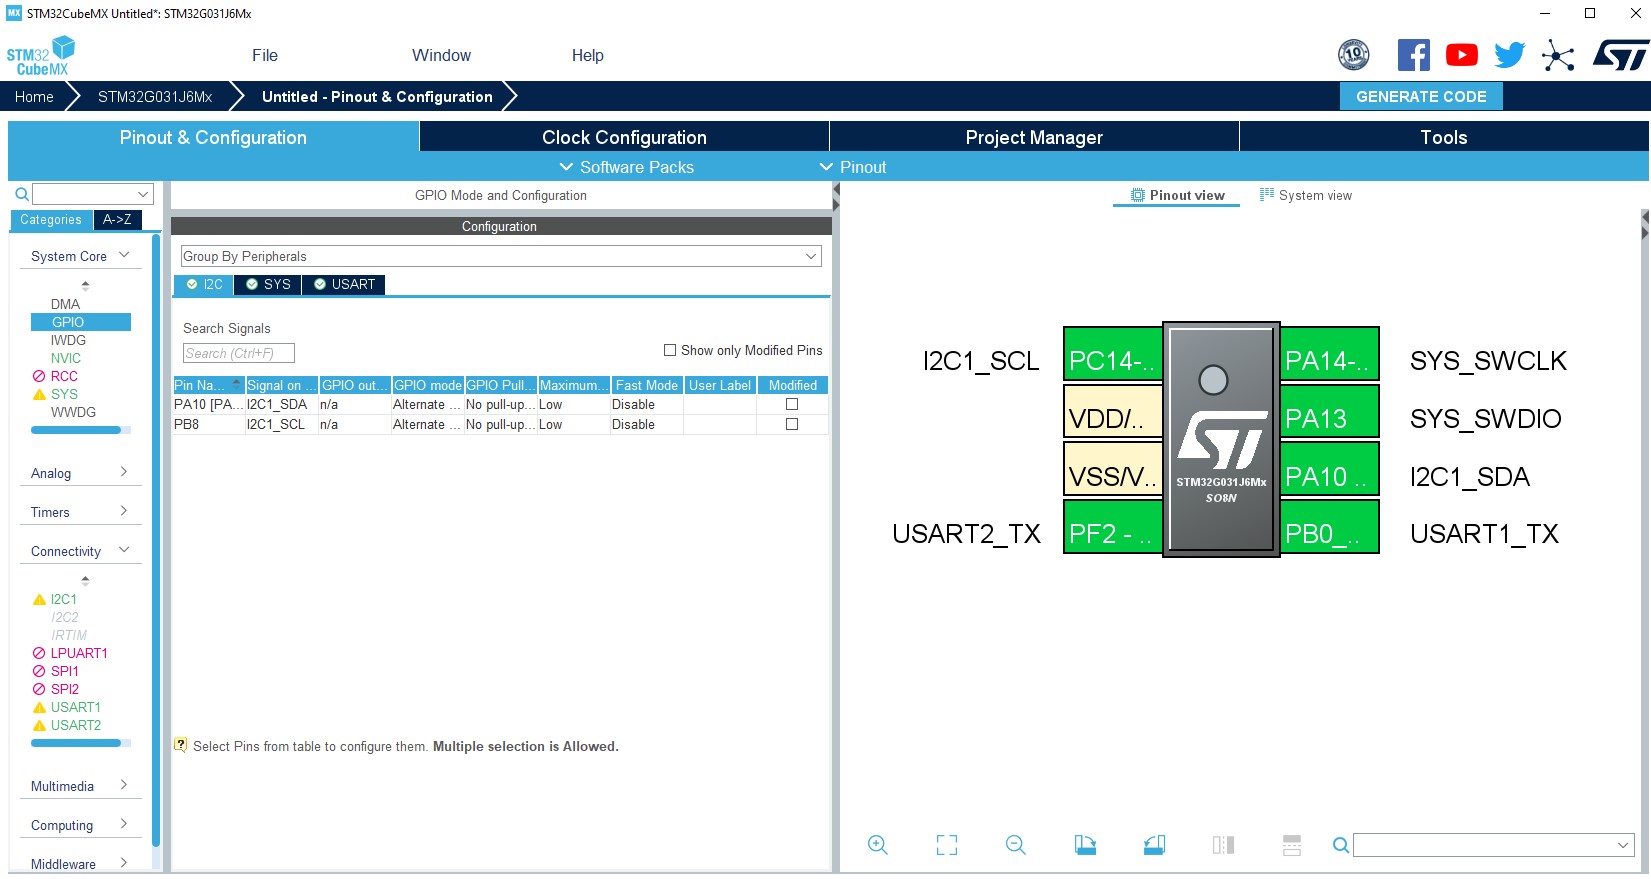 MX STM32CubeMX Untitled*: STM32G031J6Mx
STM32
CubeMX
File Window Help
10
Home STM32G031J6Mx Untitled - Pinout & Configuration GENERATE CODE
Pinout & Configuration Clock Configuration Project Manager Tools
Software Packs Pinout
GPIO Mode and Configuration
Categories A->Z
System Core
DMA
GPIO
IWDG
NVIC
RCC
SYS
WWDG
Analog
Timers
Connectivity
I2C1
I2C2
IRTIM
LPUART1
SPI1
SPI2
USART1
USART2
Multimedia
Computing
Middleware
Configuration
Group By Peripherals
I2C SYS USART
Search Signals
Search (Ctrl+F) Show only Modified Pins
Pin Na... Signal on ... GPIO out... GPIO mode GPIO Pull... Maximum... Fast Mode User Label Modified
PA10 [PA... I2C1_SDA n/a Alternate ... No pull-up... Low Disable
PB8 I2C1_SCL n/a Alternate ... No pull-up... Low Disable
? Select Pins from table to configure them. Multiple selection is Allowed.
Pinout view System view
I2C1_SCL PC14-.. PA14-.. SYS_SWCLK
VDD/.. PA13 SYS_SWDIO
VSS/V.. PA10 .. I2C1_SDA
USART2_TX PF2 - .. PB0_.. USART1_TX
ST
STM32G031J6Mx
SO8N